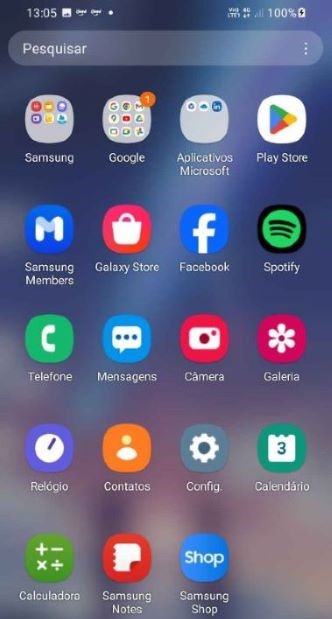 13:05
100%
Pesquisar
1
Samsung
Google
Aplicativos
Microsoft
Play Store
Samsung
Members
Galaxy Store
Facebook
Spotify
Telefone
Mensagens
Câmera
Galeria
3
Relógio
Contatos
Config.
Calendário
Shop
Calculadora
Samsung
Notes
Samsung
Shop